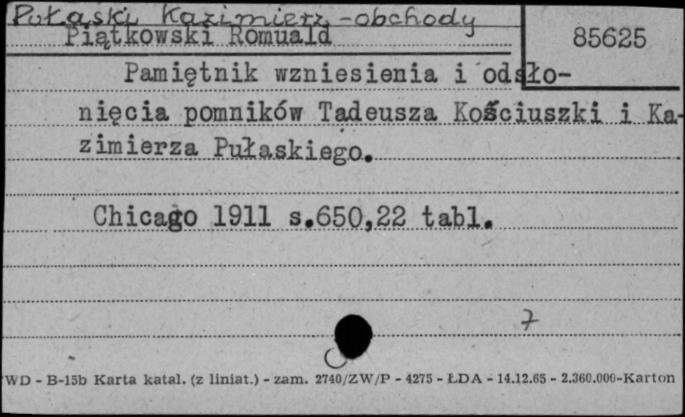 Pułaski Kazimierz - obchody
Piątkowski Romuald
85625
Pamiętnik wzniesienia i odsło-
nięcia pomników Tadeusza Kościuszki i Ka-
zimierza Pułaskiego.
Chicago 1911 s.650,22 tabl.
7
WD - B-15b Karta katal. (z liniat.) - zam. 2740/ZW/P - 4275 - ŁDA - 14.12.65 - 2.360.000-Karton